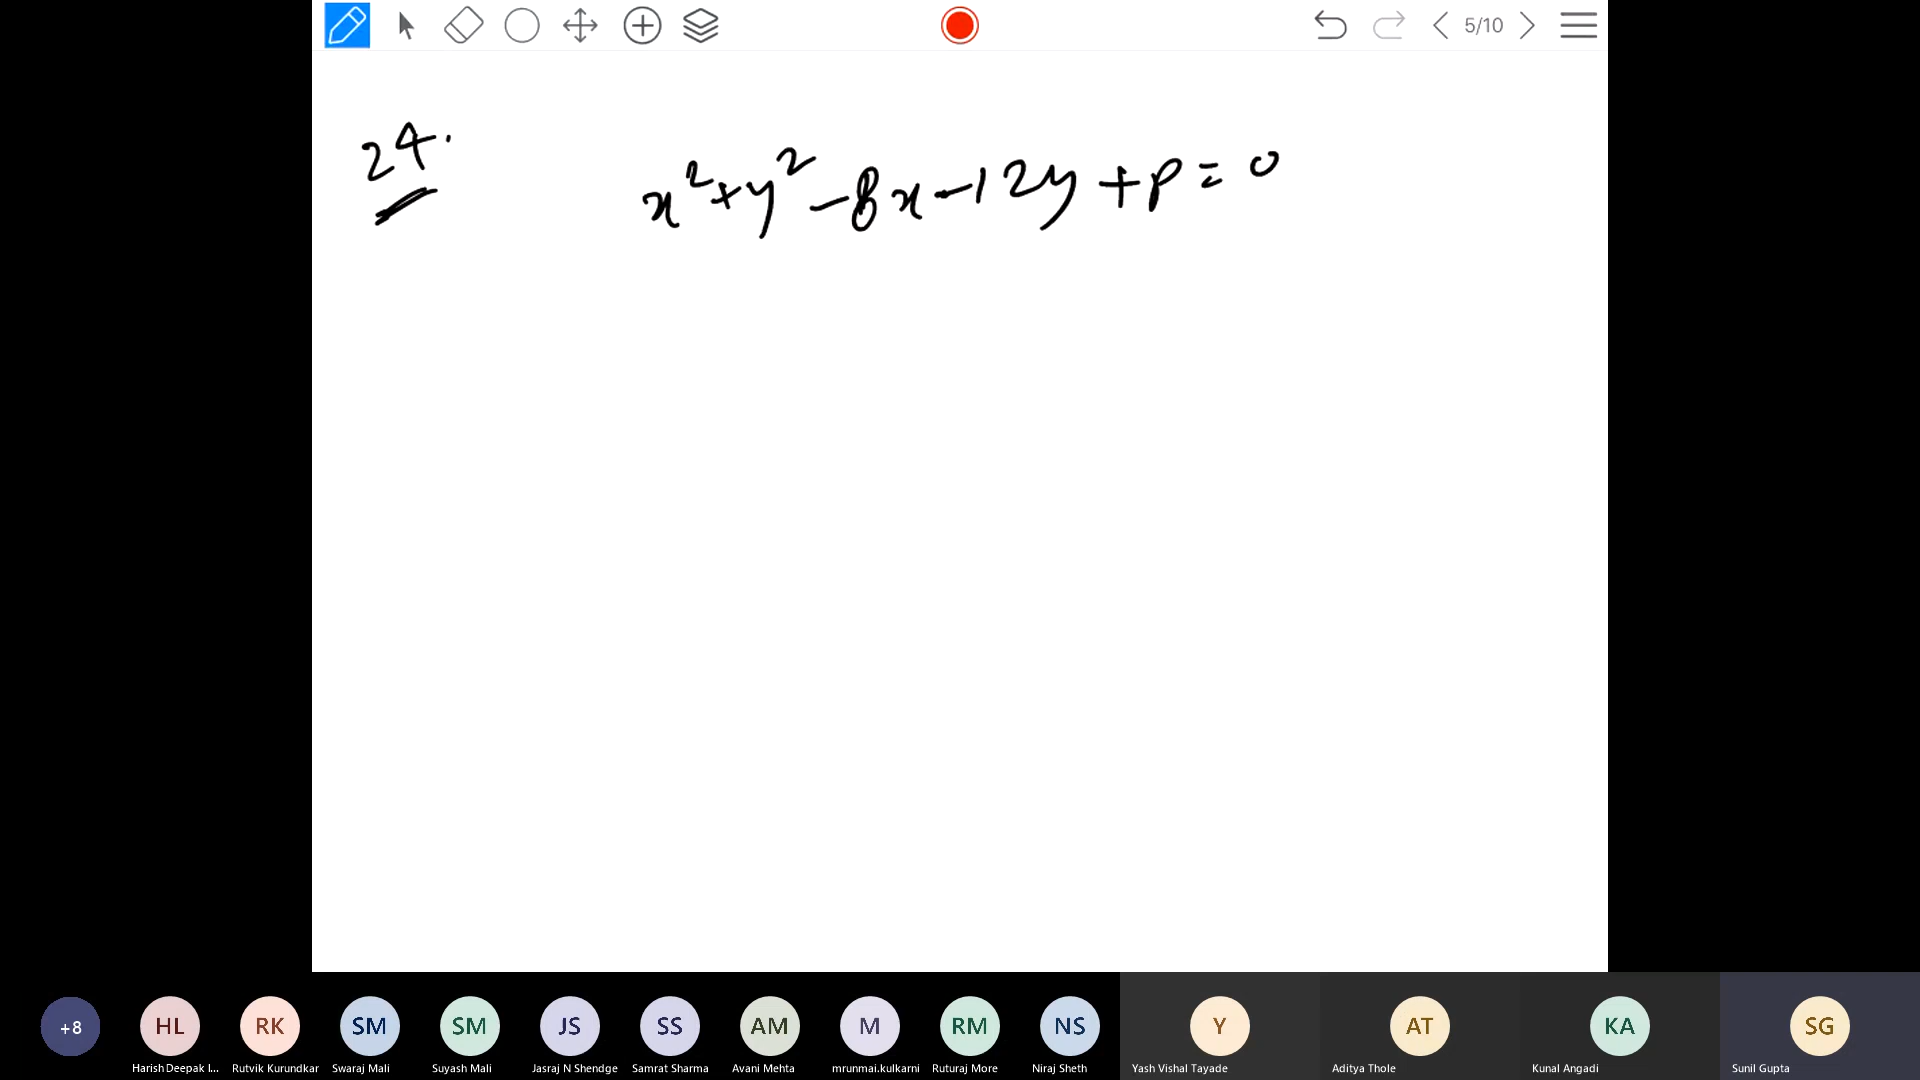 5/10
24.
x²+y²-8x-12y+p=0
+8
HL
RK
SM
SM
JS
SS
AM
M
RM
NS
Y
AT
KA
SG
Harish Deepak I...
Rutvik Kurundkar
Swaraj Mali
Suyash Mali
Jasraj N Shendge
Samrat Sharma
Avani Mehta
mrunmai.kulkarni
Ruturaj More
Niraj Sheth
Yash Vishal Tayade
Aditya Thole
Kunal Angadi
Sunil Gupta